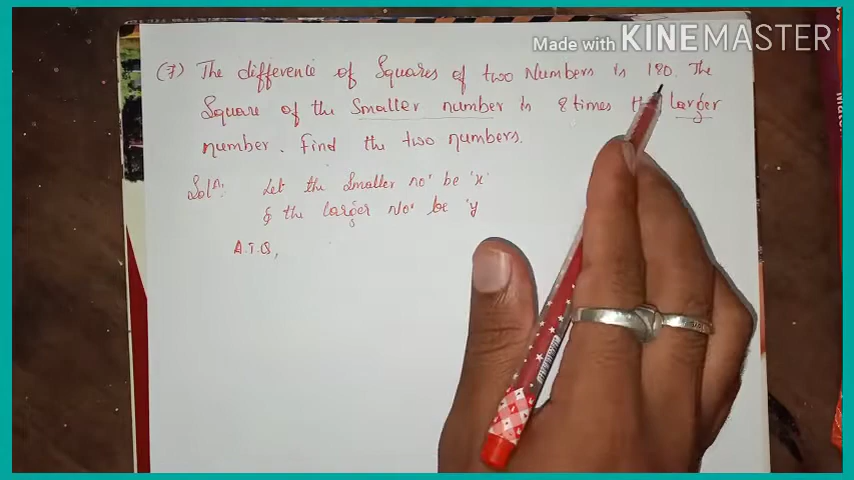 Made with KINEMASTER
(7) The difference of Squares of two Numbers is 180. The
Square of the Smaller number is 8 times the larger
number. Find the two numbers.
Soln: Let the Smaller no' be 'x'
& the larger No' be 'y
A.T.Q,